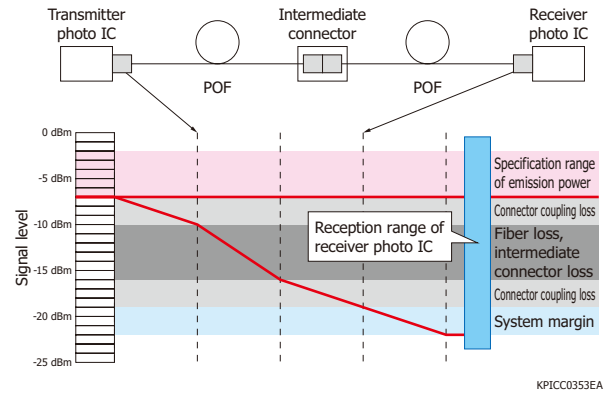 Transmitter
photo IC
Intermediate
connector
Receiver
photo IC
POF
POF
0 dBm
-5 dBm
-10 dBm
-15 dBm
-20 dBm
-25 dBm
Signal level
Specification range
of emission power
Connector coupling loss
Reception range of
receiver photo IC
Fiber loss,
intermediate
connector loss
Connector coupling loss
System margin
KPICC0353EA